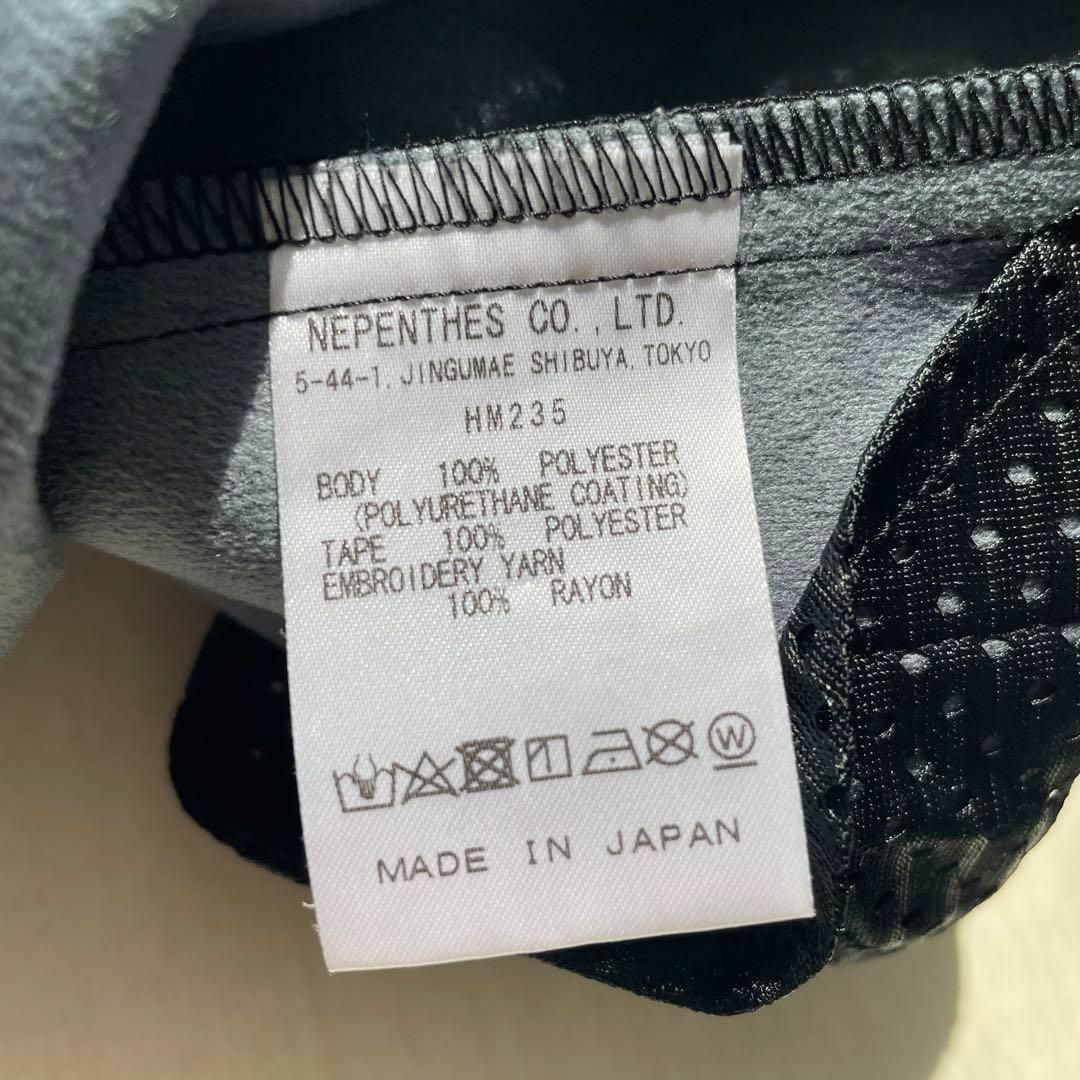 NEPENTHES CO., LTD.
5-44-1, JINGUMAE SHIBUYA, TOKYO
HM235
BODY 100% POLYESTER
(POLYURETHANE COATING)
TAPE 100% POLYESTER
EMBROIDERY YARN
100% RAYON
W
MADE IN JAPAN